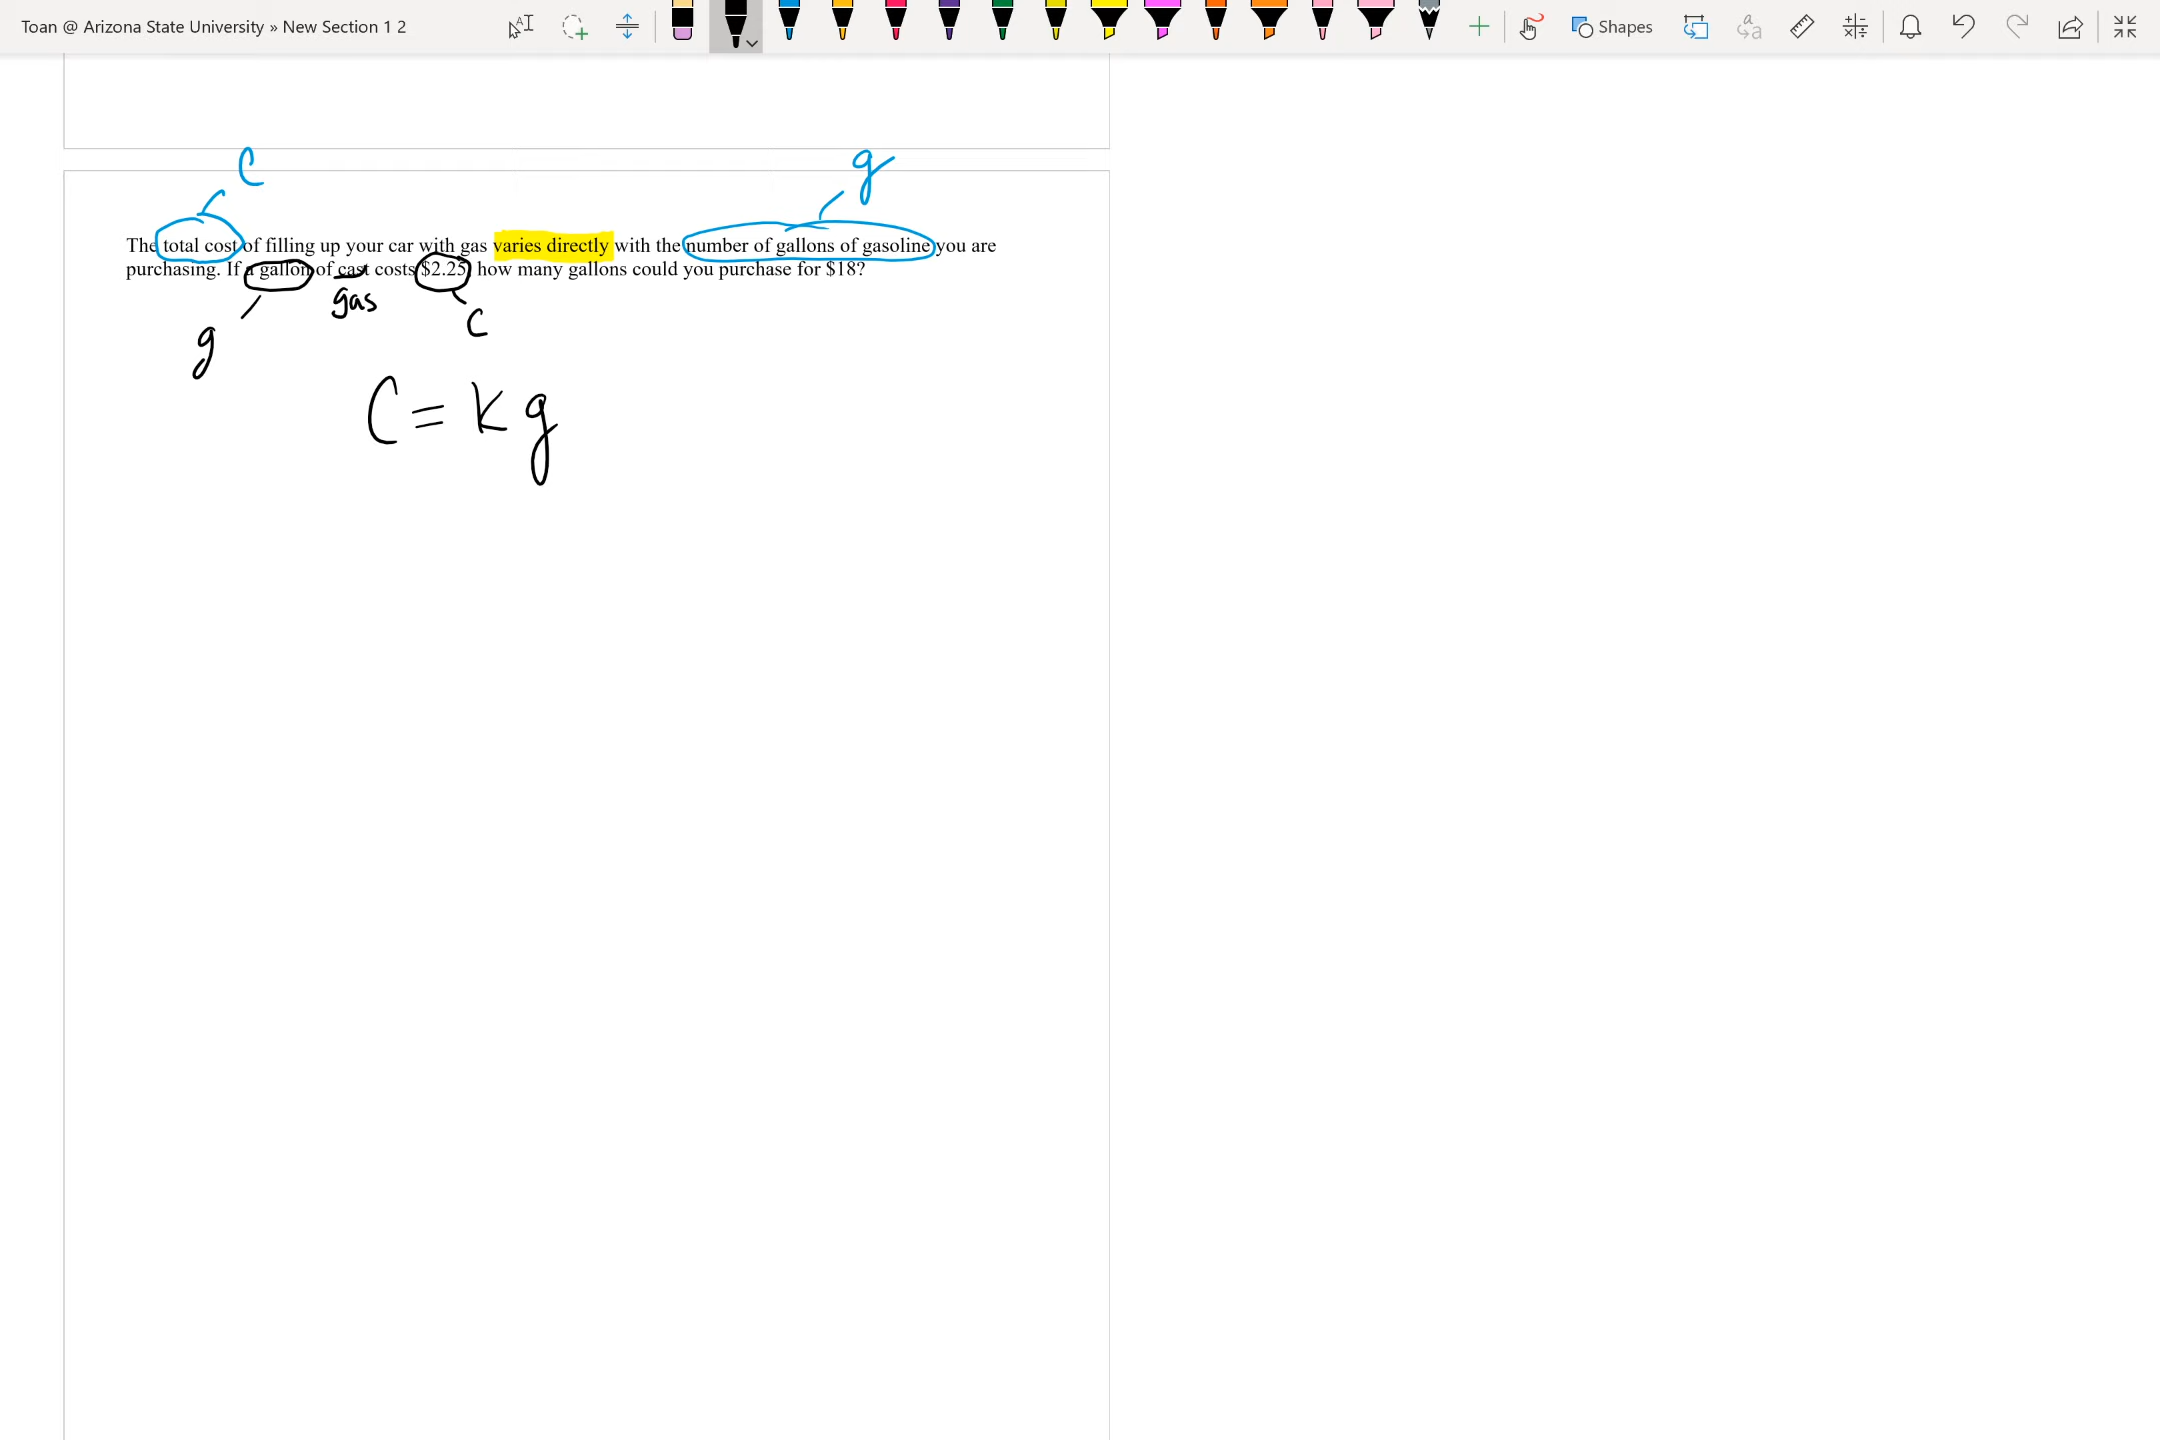 Toan @ Arizona State University » New Section 1 2
Shapes
C
g
The total cost of filling up your car with gas varies directly with the number of gallons of gasoline you are
purchasing. If a gallon of cast costs $2.25, how many gallons could you purchase for $18?
gas
C
g
C = k g